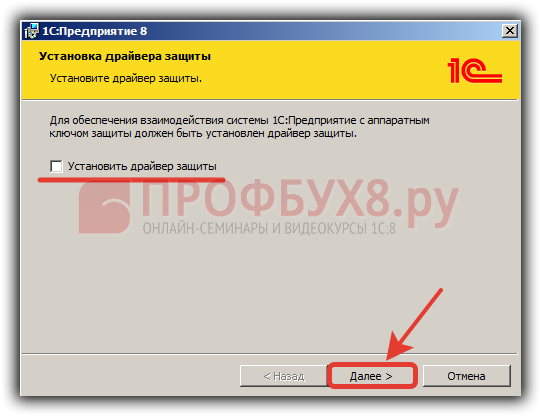 1С:Предприятие 8
Установка драйвера защиты
Установите драйвер защиты.
1С
Для обеспечения взаимодействия системы 1С:Предприятие с аппаратным
ключом защиты должен быть установлен драйвер защиты.
Установить драйвер защиты
ПРОФБУХ8.ру
ОНЛАЙН-СЕМИНАРЫ И ВИДЕОКУРСЫ 1С:8
< Назад
Далее >
Отмена